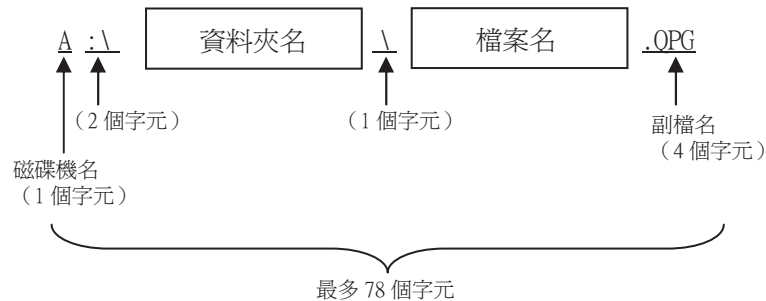 A :\ 資料夾名 \ 檔案名 .QPG
（2 個字元） （1 個字元） 副檔名
（4 個字元）
磁碟機名
（1 個字元）
最多 78 個字元